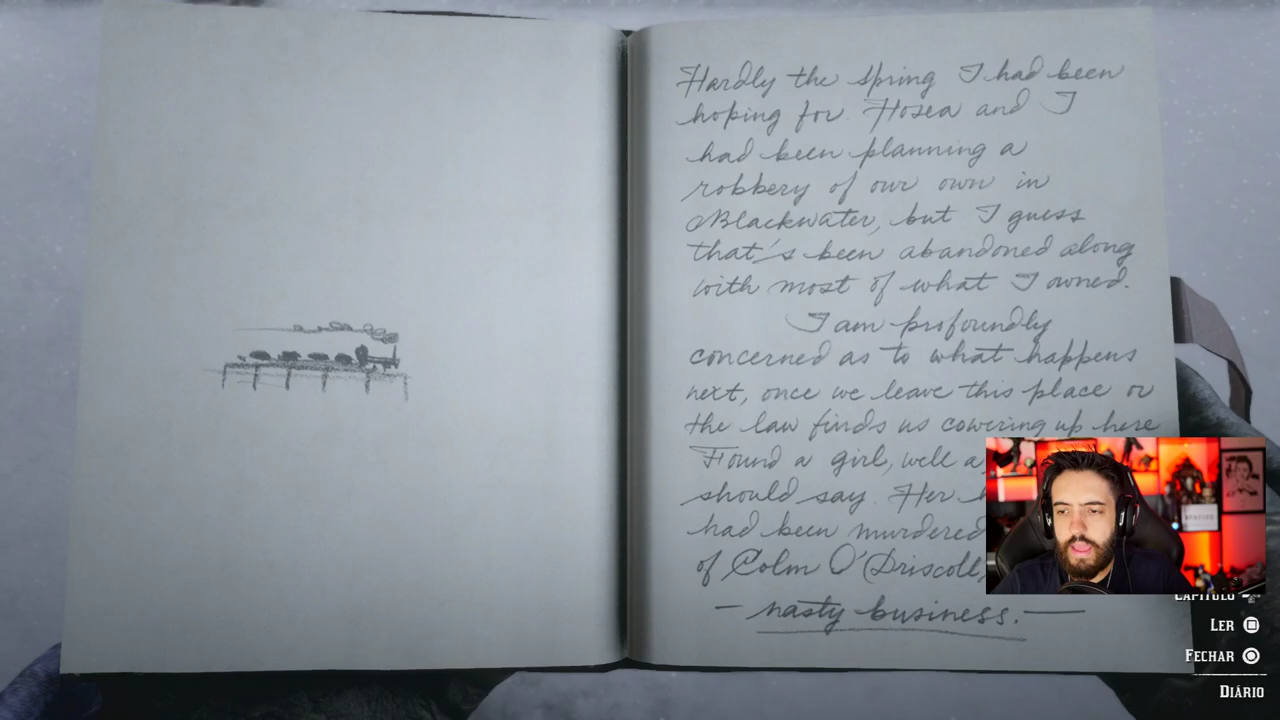 Hardly the spring I had been
hoping for. Hosea and I
had been planning a
robbery of our own in
Blackwater, but I guess
that's been abandoned along
with most of what I owned.
I am profoundly
concerned as to what happens
next, once we leave this place or
the law finds us cowering up here
Found a girl, well a
should say. Her
had been murdered
of Colm O'Driscoll,
— nasty business. —
CAPÍTULO
LER
FECHAR
DIÁRIO